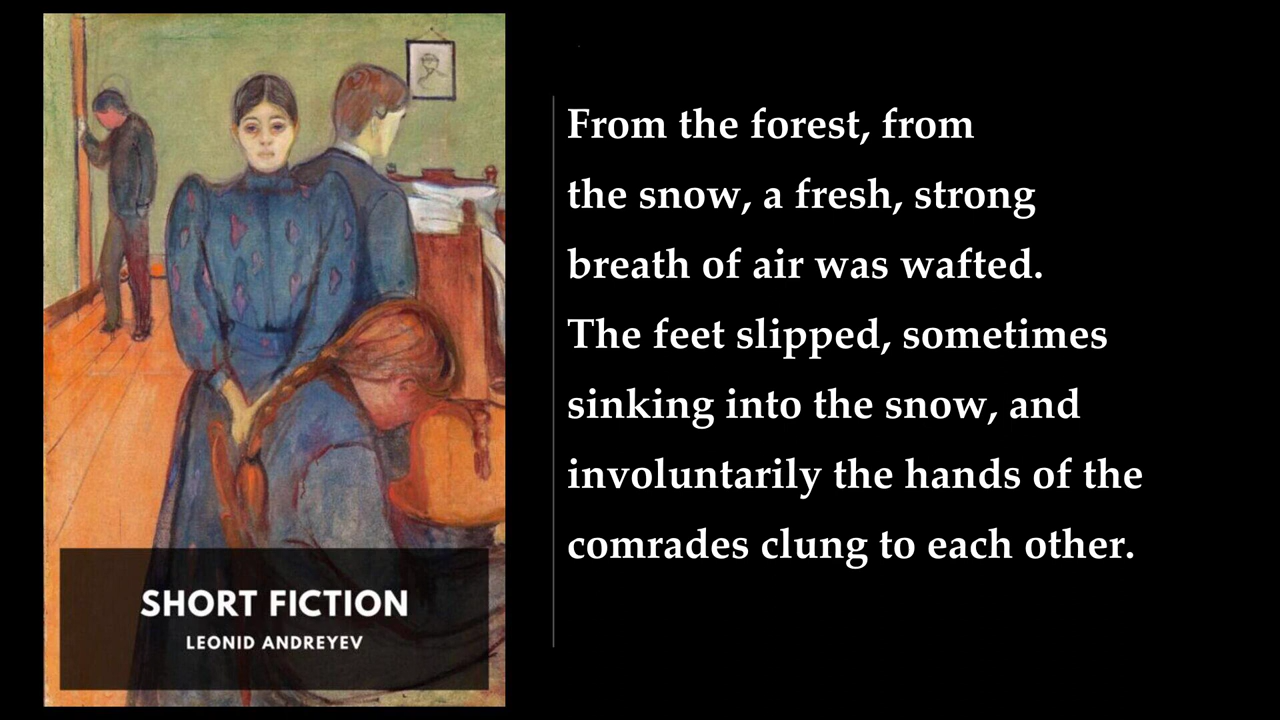 SHORT FICTION
LEONID ANDREYEV
From the forest, from
the snow, a fresh, strong
breath of air was wafted.
The feet slipped, sometimes
sinking into the snow, and
involuntarily the hands of the
comrades clung to each other.